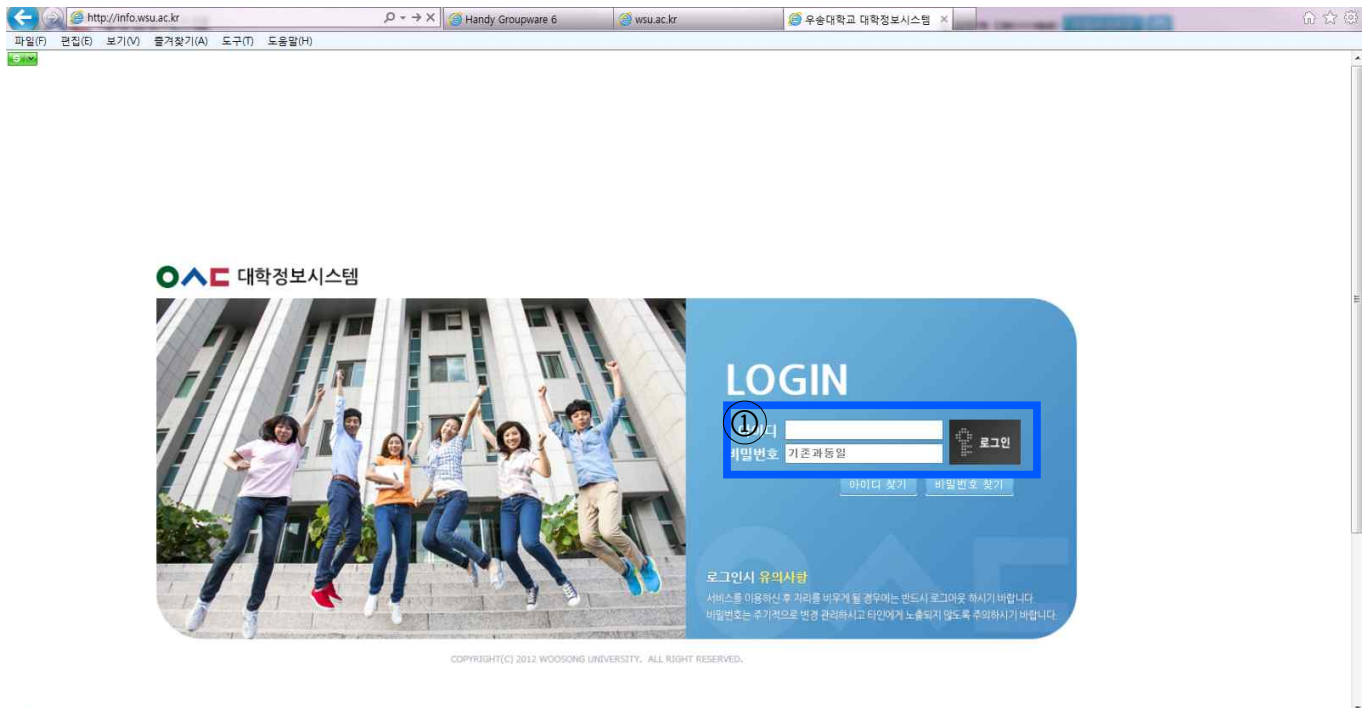 http://info.wsu.ac.kr
Handy Groupware 6
wsu.ac.kr
우송대학교 대학정보시스템
파일(F) 편집(E) 보기(V) 즐겨찾기(A) 도구(T) 도움말(H)
대학정보시스템
LOGIN
①
비밀번호 기존과동일
로그인
아이디 찾기 비밀번호 찾기
로그인시 유의사항
서비스를 이용하신 후 자리를 비우게 될 경우에는 반드시 로그아웃 하시기 바랍니다
비밀번호는 주기적으로 변경 관리하시고 타인에게 노출되지 않도록 주의하시기 바랍니다.
COPYRIGHT(C) 2012 WOOSONG UNIVERSITY. ALL RIGHT RESERVED.